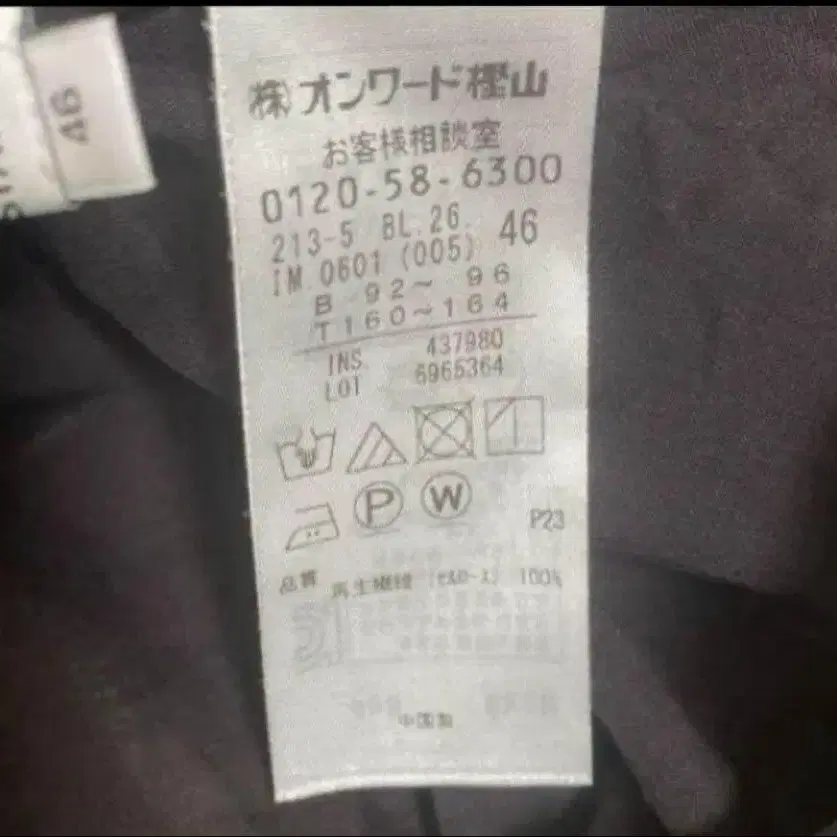 46
㈱オンワード樫山
お客様相談室
0120-58-6300
213-5 BL.26. 46
IM.0601 (005)
B 92～ 96
T160～164
INS 437980
LOT 6965364
P W
P23
品質 再生繊維 (セルロース) 100%
中国製